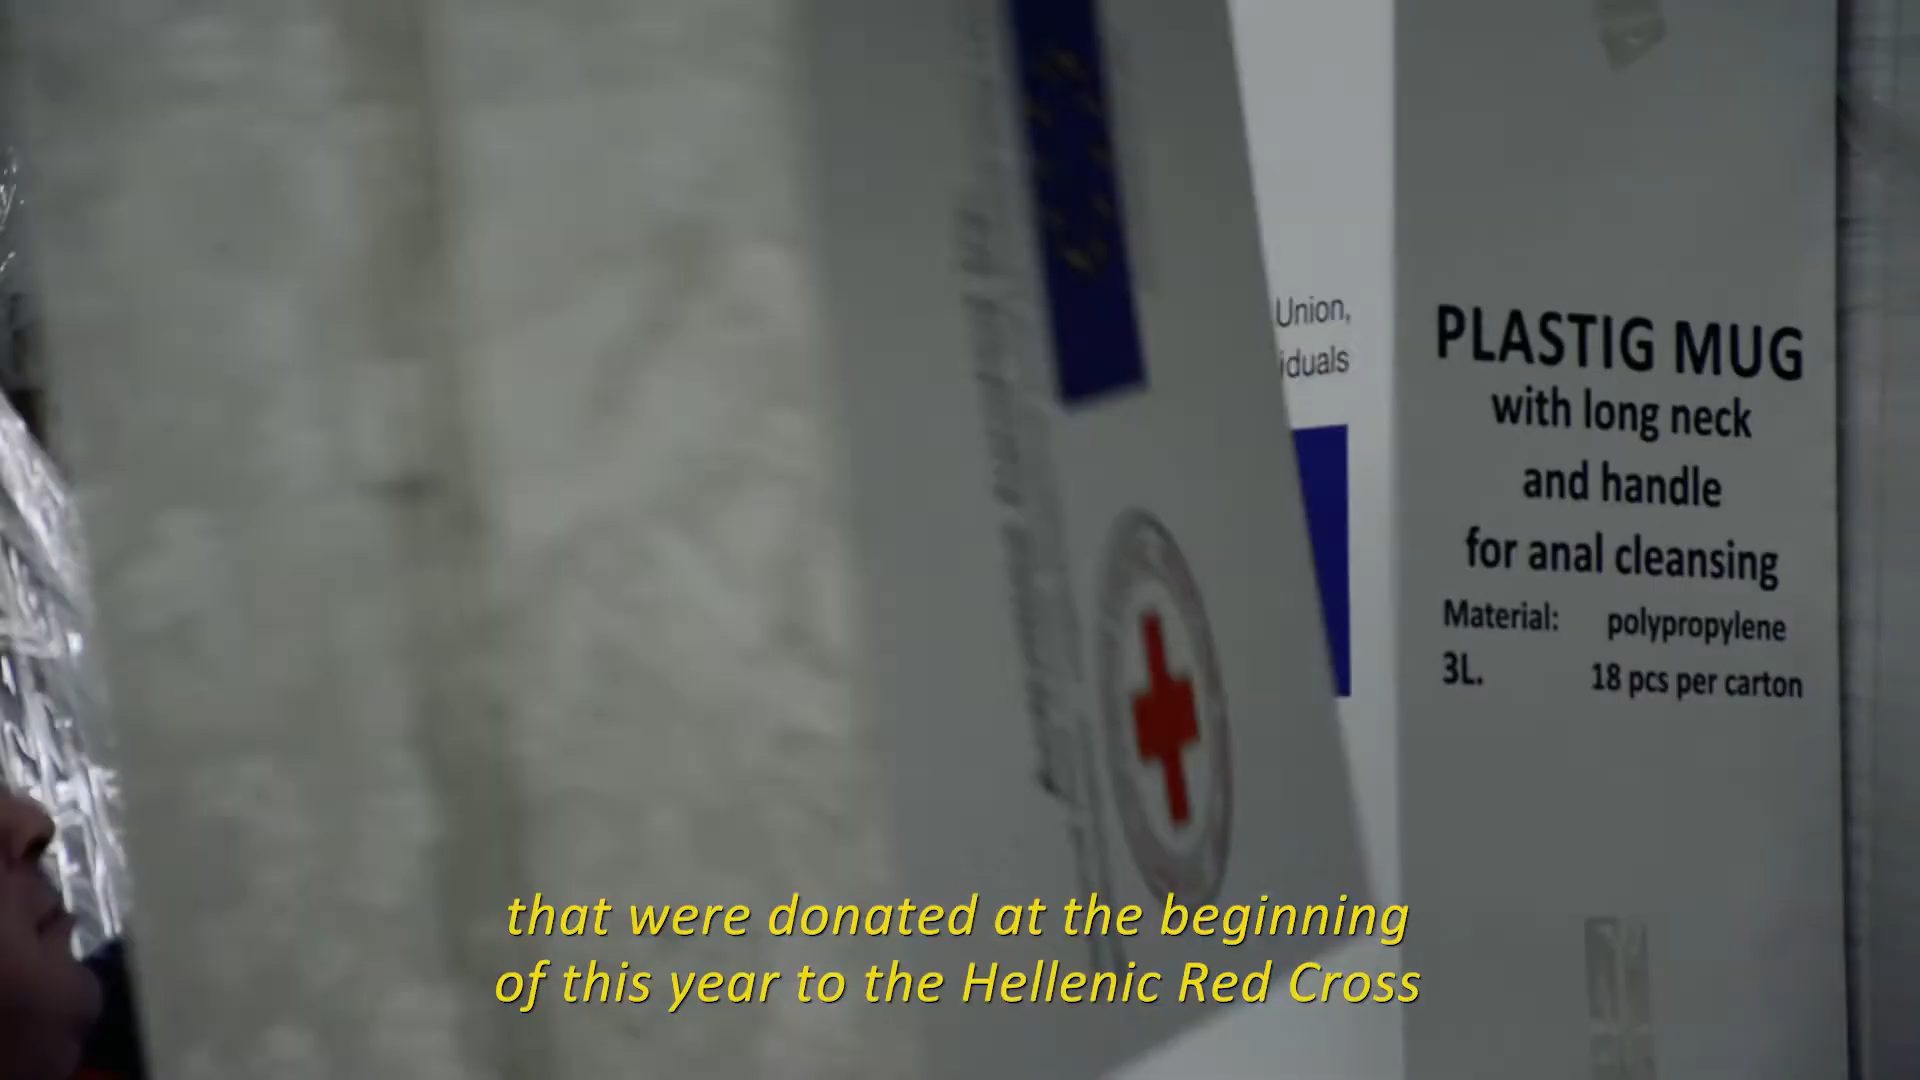 Union,
iduals
PLASTIG MUG
with long neck
and handle
for anal cleansing
Material: polypropylene
3L. 18 pcs per carton
that were donated at the beginning
of this year to the Hellenic Red Cross